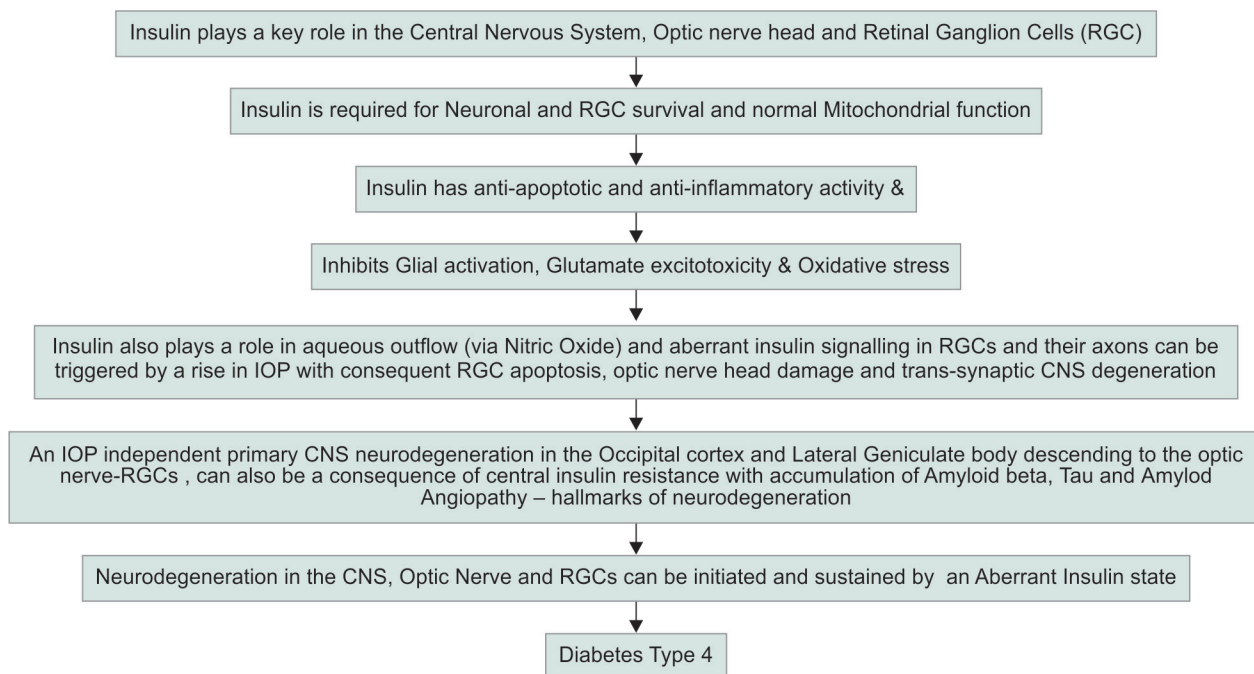 Insulin plays a key role in the Central Nervous System, Optic nerve head and Retinal Ganglion Cells (RGC)
Insulin is required for Neuronal and RGC survival and normal Mitochondrial function
Insulin has anti-apoptotic and anti-inflammatory activity &
Inhibits Glial activation, Glutamate excitotoxicity & Oxidative stress
Insulin also plays a role in aqueous outflow (via Nitric Oxide) and aberrant insulin signalling in RGCs and their axons can be
triggered by a rise in IOP with consequent RGC apoptosis, optic nerve head damage and trans-synaptic CNS degeneration
An IOP independent primary CNS neurodegeneration in the Occipital cortex and Lateral Geniculate body descending to the optic
nerve-RGCs , can also be a consequence of central insulin resistance with accumulation of Amyloid beta, Tau and Amylod
Angiopathy – hallmarks of neurodegeneration
Neurodegeneration in the CNS, Optic Nerve and RGCs can be initiated and sustained by an Aberrant Insulin state
Diabetes Type 4